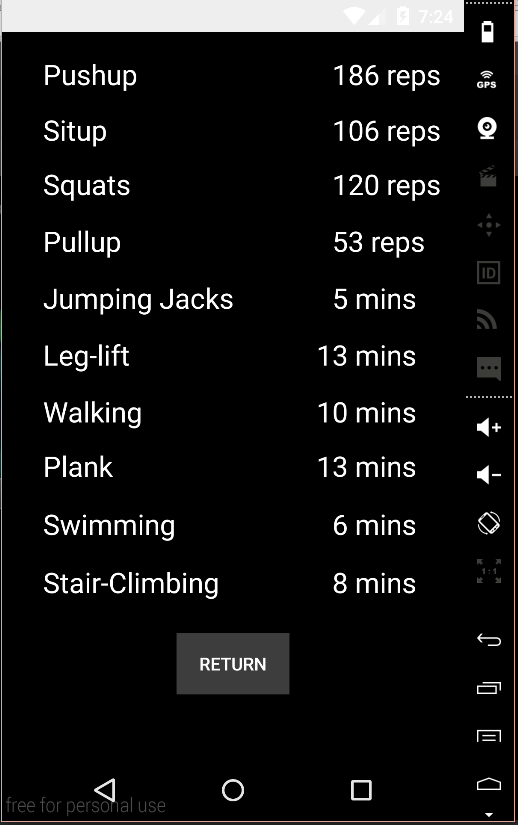 7:24
Pushup 186 reps
GPS
Situp 106 reps
Squats 120 reps
Pullup 53 reps
ID
Jumping Jacks 5 mins
Leg-lift 13 mins
Walking 10 mins
Plank 13 mins
Swimming 6 mins
Stair-Climbing 8 mins
1:1
RETURN
free for personal use